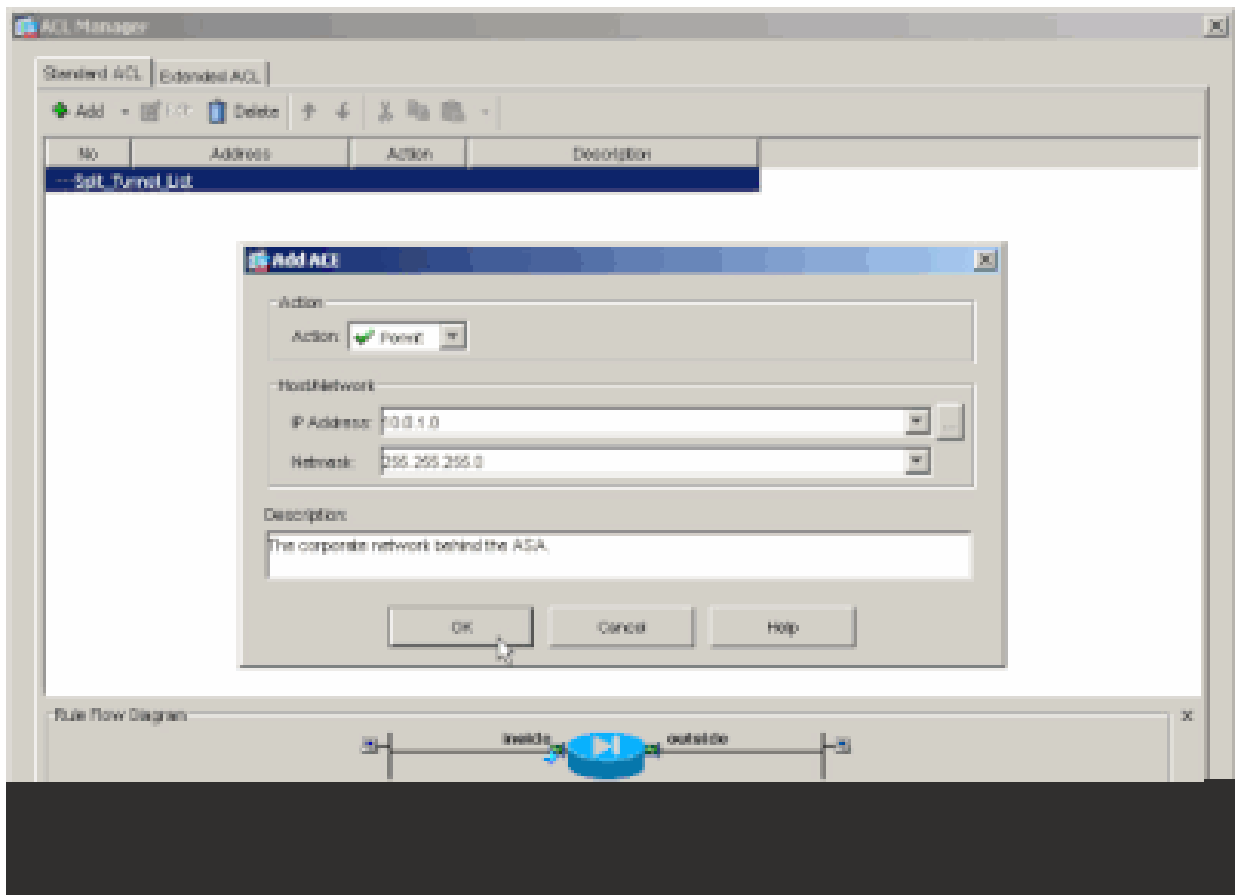 ACL Manager
Standard ACL Extended ACL
Add Edit Delete
No Address Action Description
Split_Tunnel_List
Add ACE
Action
Action: Permit
Host/Network
IP Address: 10.0.1.0 ...
Netmask: 255.255.255.0
Description:
The corporate network behind the ASA.
OK Cancel Help
Rule Flow Diagram
inside outside